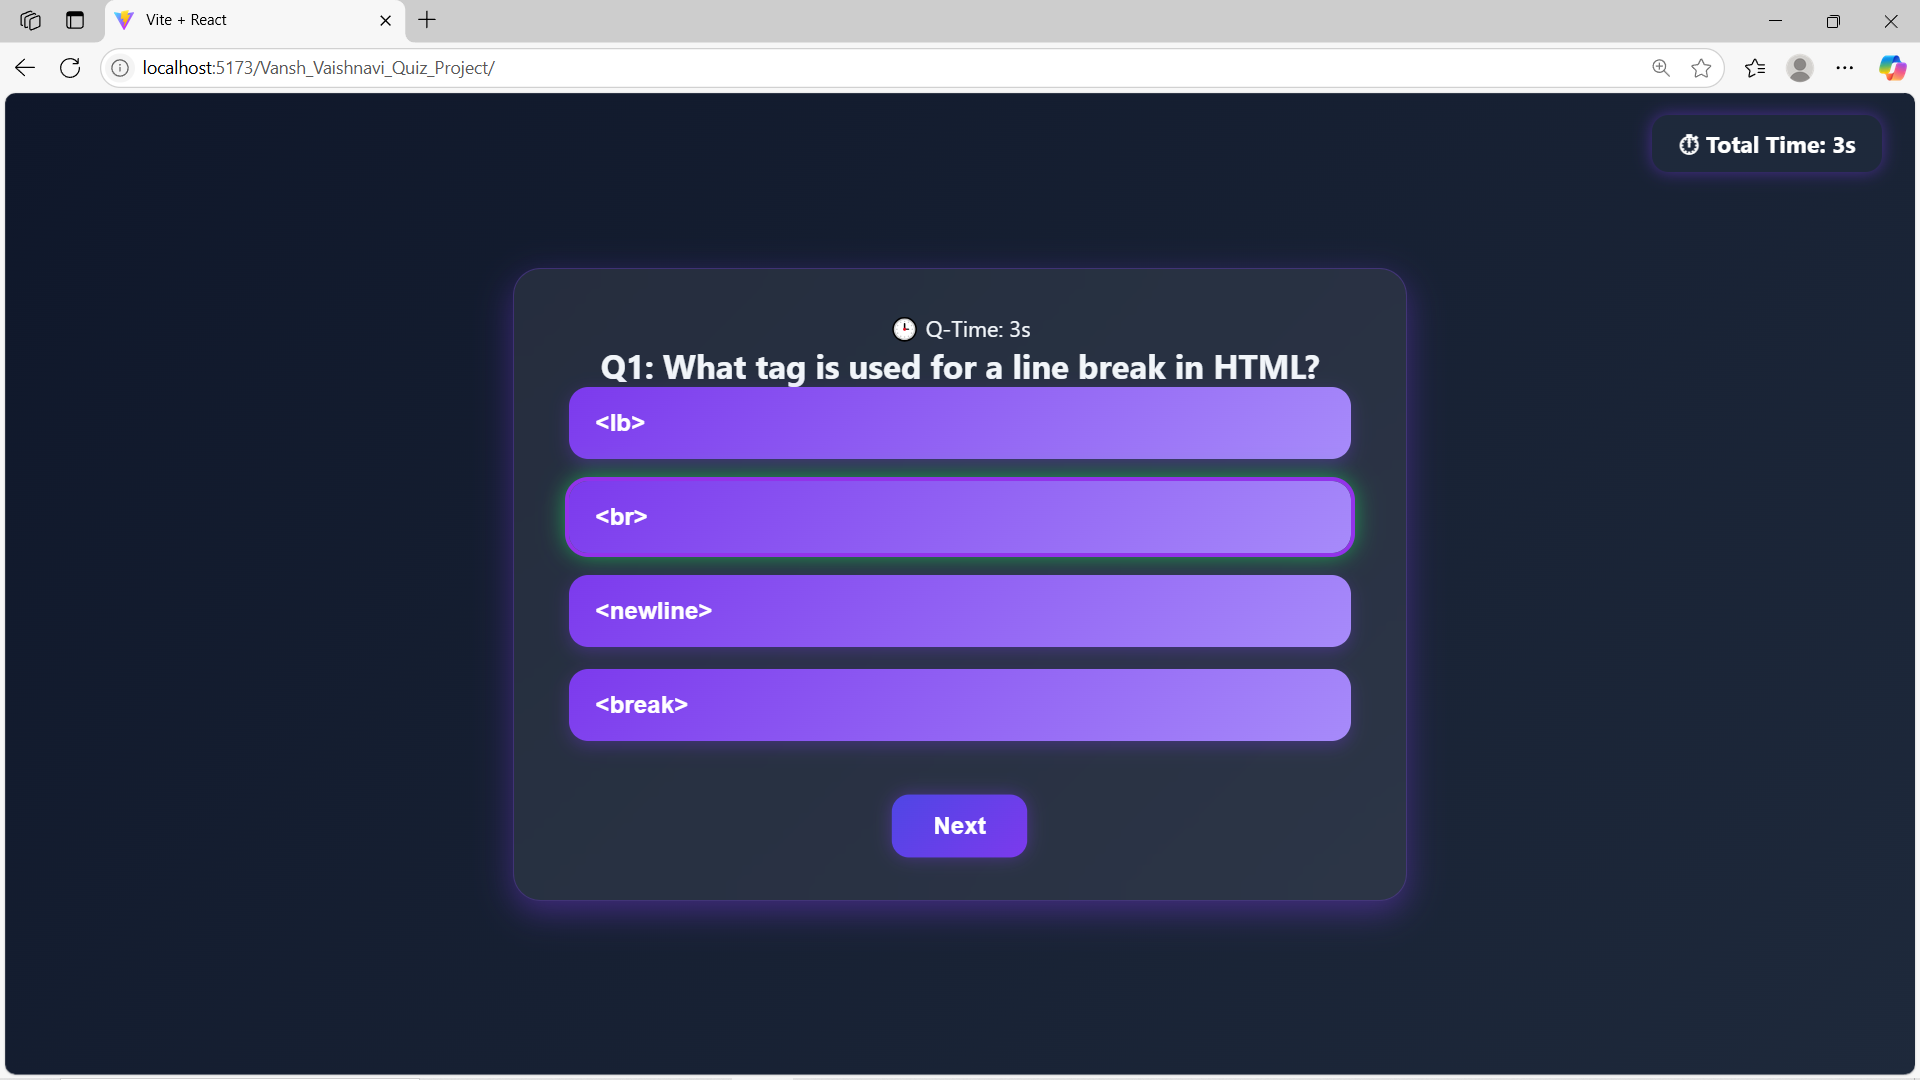 Vite + React
localhost:5173/Vansh_Vaishnavi_Quiz_Project/
⏱ Total Time: 3s
🕒 Q-Time: 3s
Q1: What tag is used for a line break in HTML?
<lb>
<br>
<newline>
<break>
Next